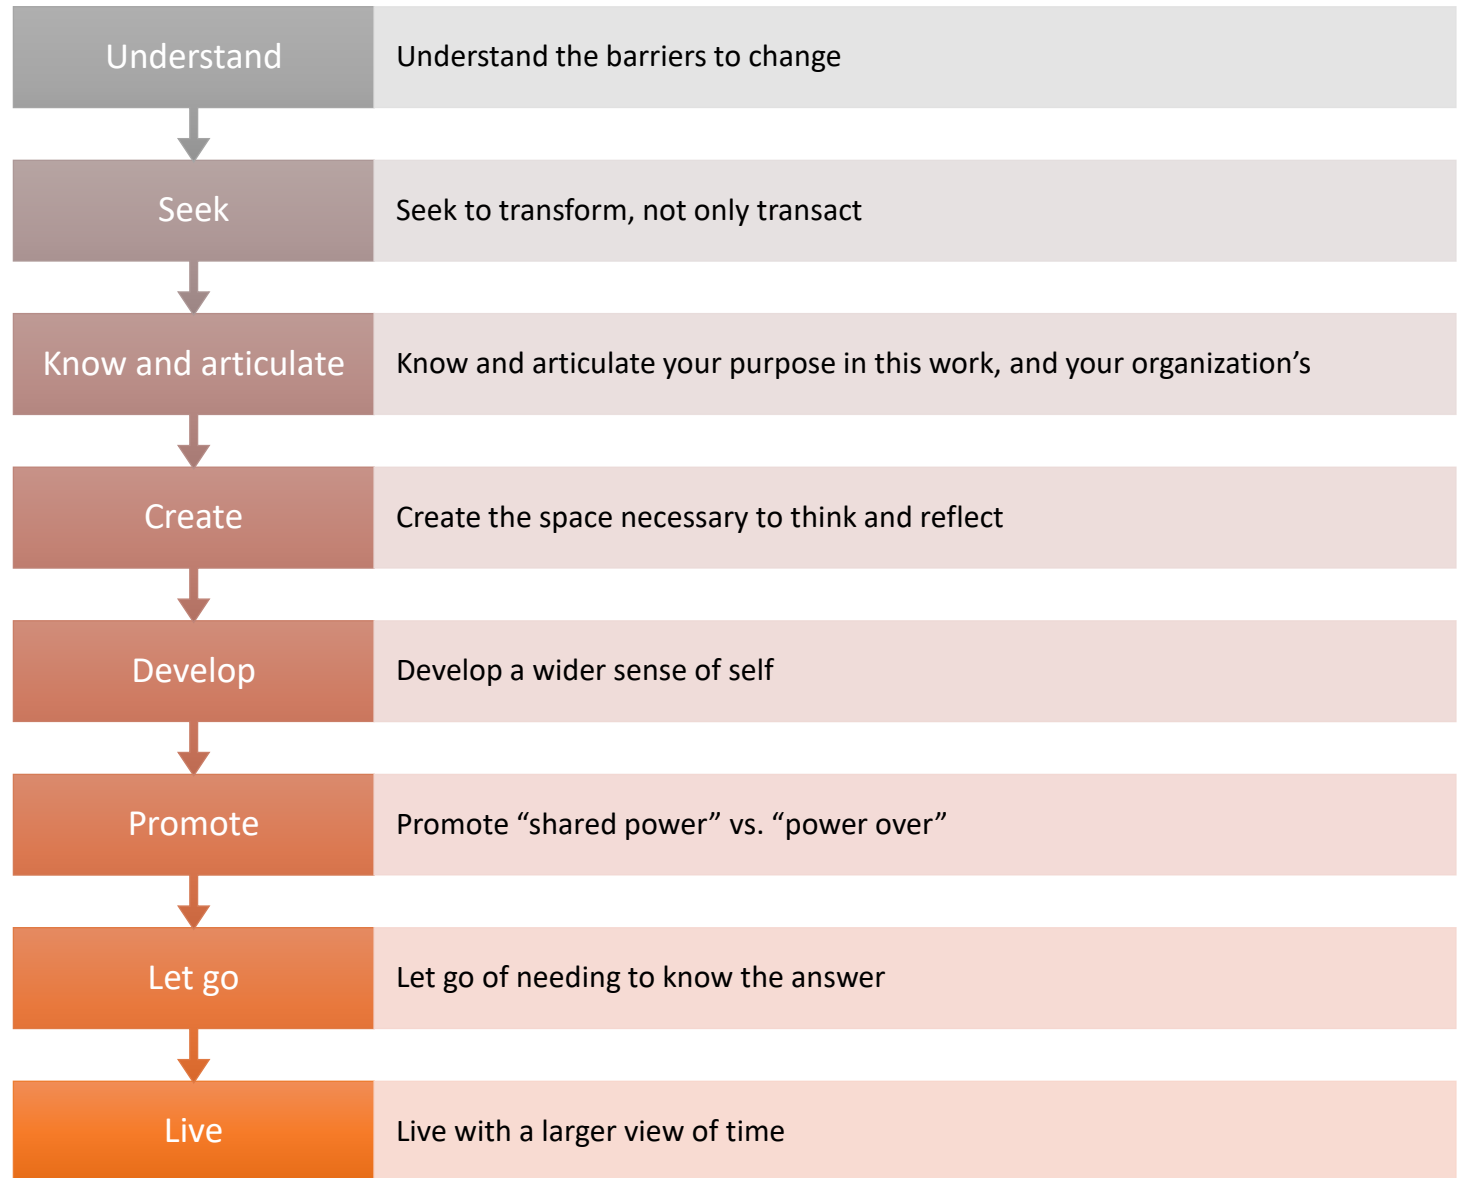 Understand
Understand the barriers to change
Seek
Seek to transform, not only transact
Know and articulate
Know and articulate your purpose in this work, and your organization’s
Create
Create the space necessary to think and reflect
Develop
Develop a wider sense of self
Promote
Promote “shared power” vs. “power over”
Let go
Let go of needing to know the answer
Live
Live with a larger view of time